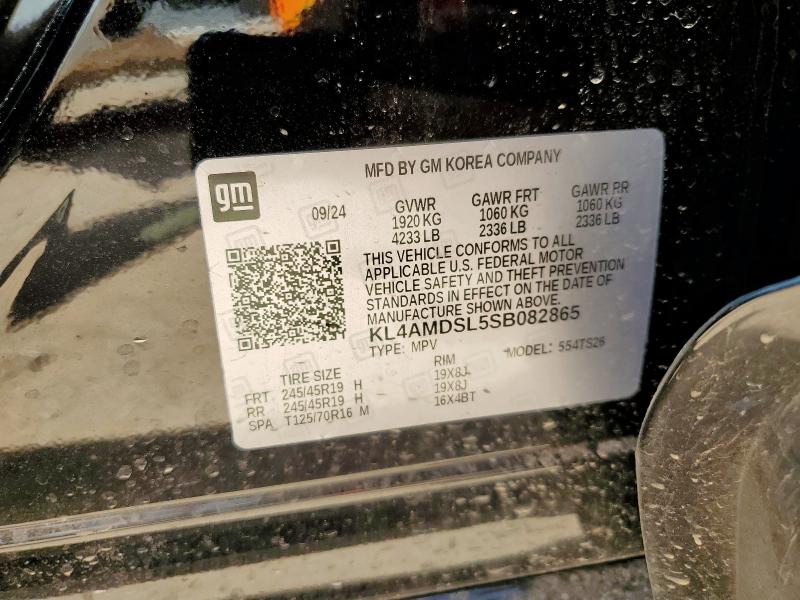 MFD BY GM KOREA COMPANY
gm
09/24
GVWR GAWR FRT GAWR RR
1920 KG 1060 KG 1060 KG
4233 LB 2336 LB 2336 LB
THIS VEHICLE CONFORMS TO ALL
APPLICABLE U.S. FEDERAL MOTOR
VEHICLE SAFETY AND THEFT PREVENTION
STANDARDS IN EFFECT ON THE DATE OF
MANUFACTURE SHOWN ABOVE.
KL4AMDSL5SB082865
TYPE: MPV MODEL: 554TS26
TIRE SIZE RIM
FRT 245/45R19 H 19X8J
RR 245/45R19 H 19X8J
SPA T125/70R16 M 16X4BT